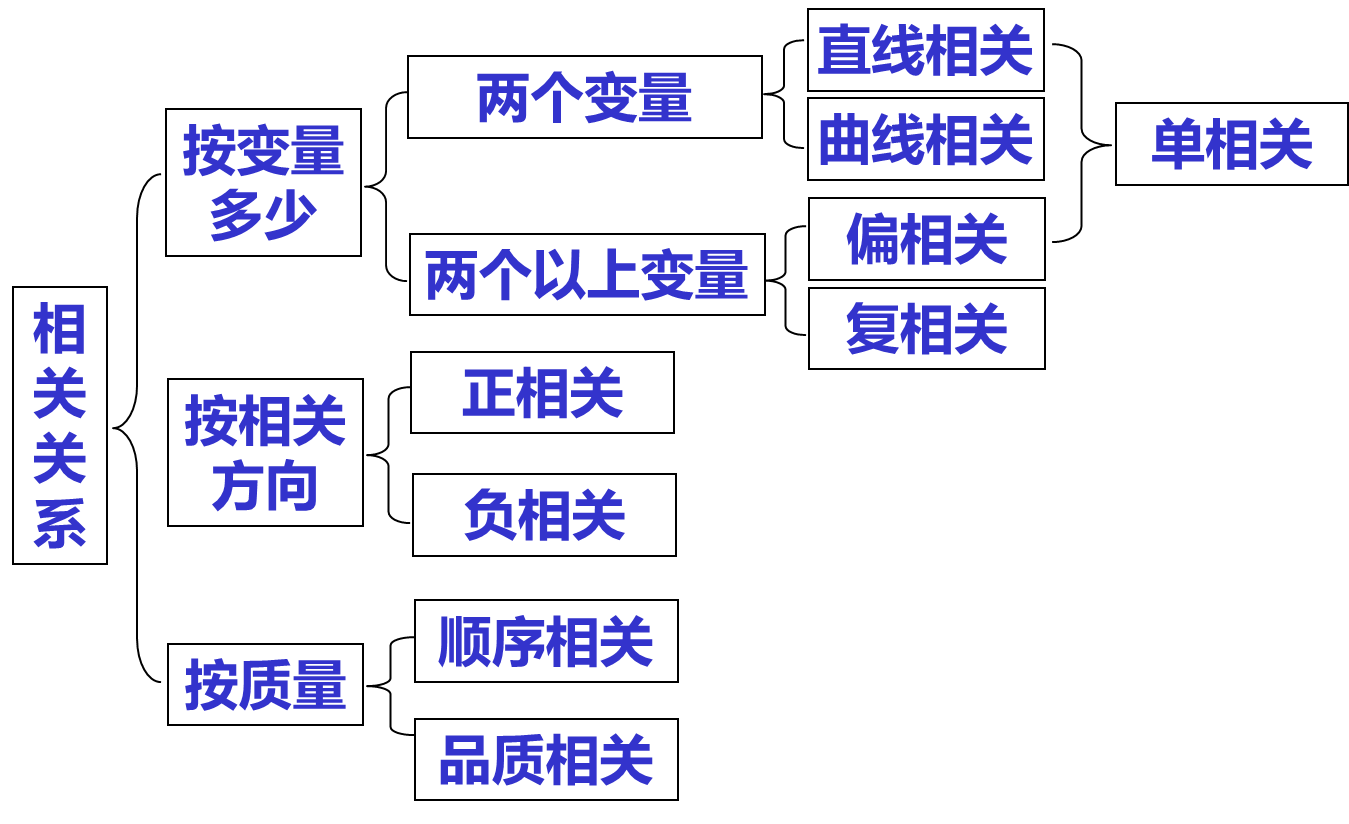 相
关
关
系
按变量
多少
两个变量
直线相关
曲线相关
单相关
两个以上变量
偏相关
复相关
按相关
方向
正相关
负相关
按质量
顺序相关
品质相关